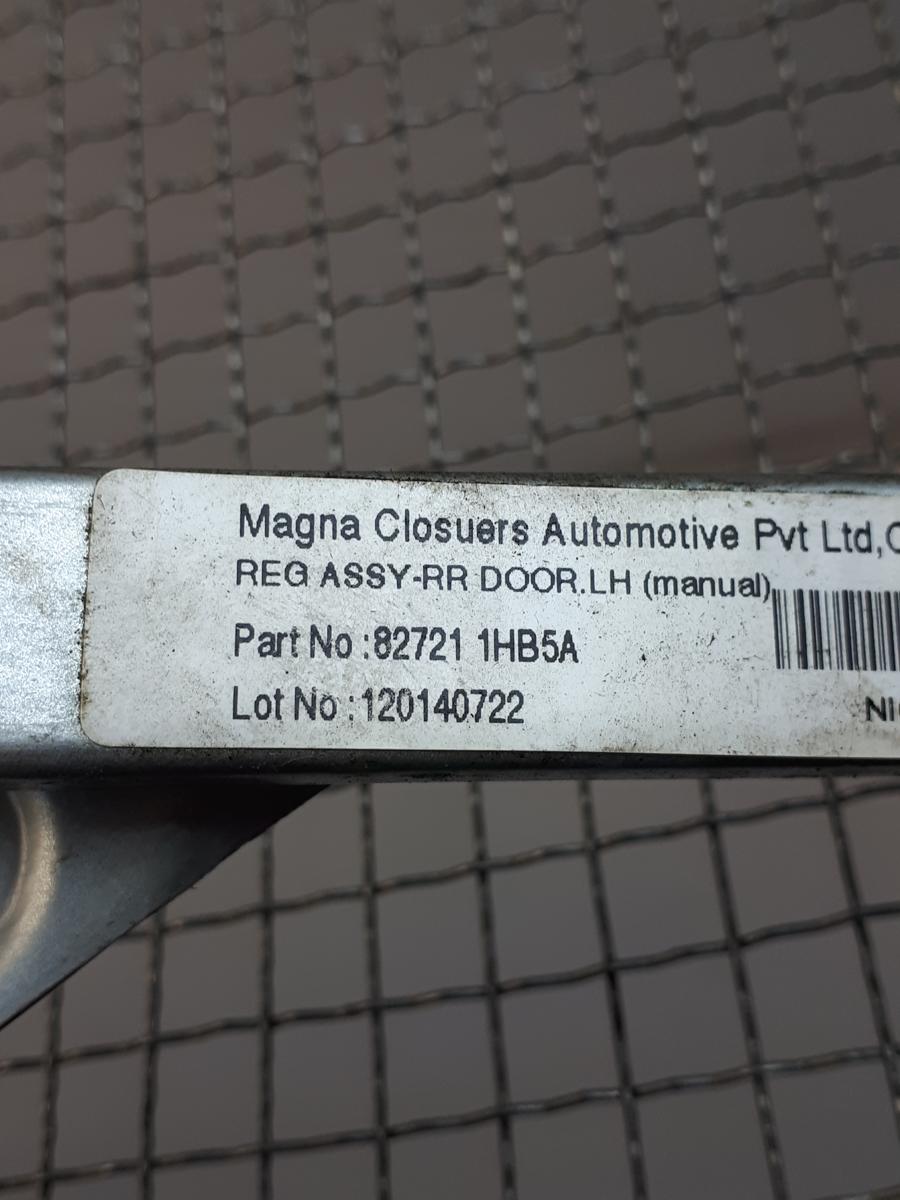 Magna Closuers Automotive Pvt Ltd,C
REG ASSY-RR DOOR.LH (manual)
Part No :82721 1HB5A
Lot No :120140722